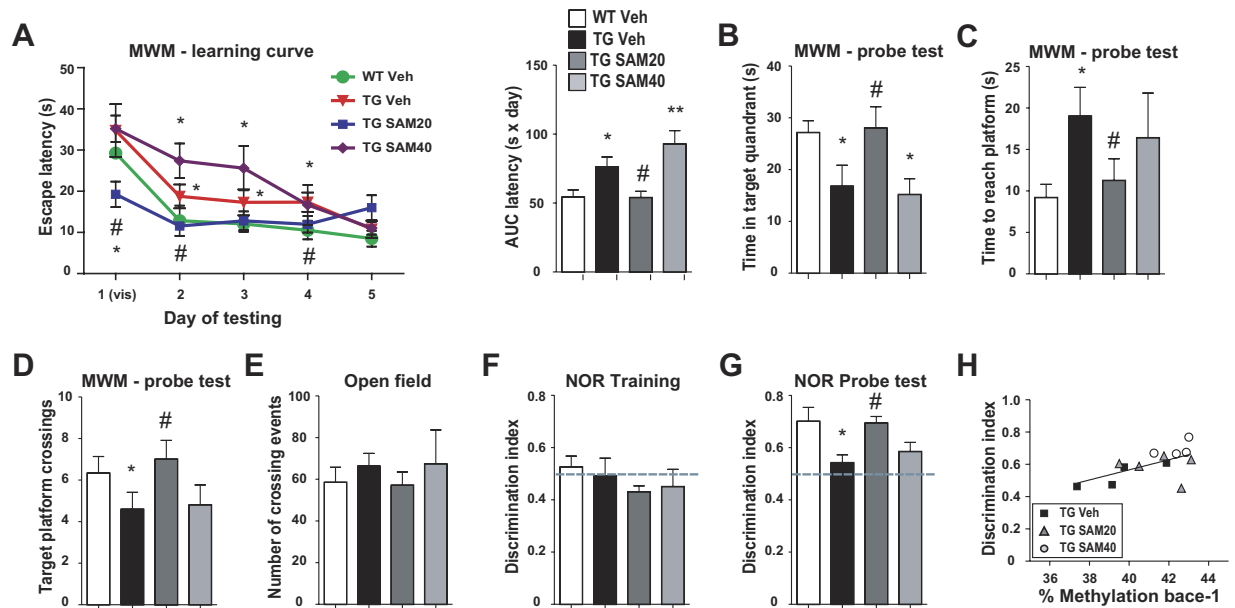 A
MWM - learning curve
Escape latency (s)
50
40
30
20
10
0
WT Veh
TG Veh
TG SAM20
TG SAM40
*
*
*
*
*
#
*
#
#
1 (vis)
2
3
4
5
Day of testing
WT Veh
TG Veh
TG SAM20
TG SAM40
AUC latency (s x day)
150
100
50
0
*
#
**
B
MWM - probe test
Time in target quandrant (s)
40
30
20
10
0
*
#
*
C
MWM - probe test
Time to reach platform (s)
25
20
15
10
5
0
*
#
D
MWM - probe test
Target platform crossings
8
6
4
2
0
*
#
E
Open field
Number of crossing events
100
80
60
40
20
0
F
NOR Training
Discrimination index
0.8
0.6
0.4
0.2
0
G
NOR Probe test
Discrimination index
0.8
0.6
0.4
0.2
0
*
#
H
Discrimination index
1.0
0.8
0.6
0.4
0.2
0
TG Veh
TG SAM20
TG SAM40
36
38
40
42
44
% Methylation bace-1